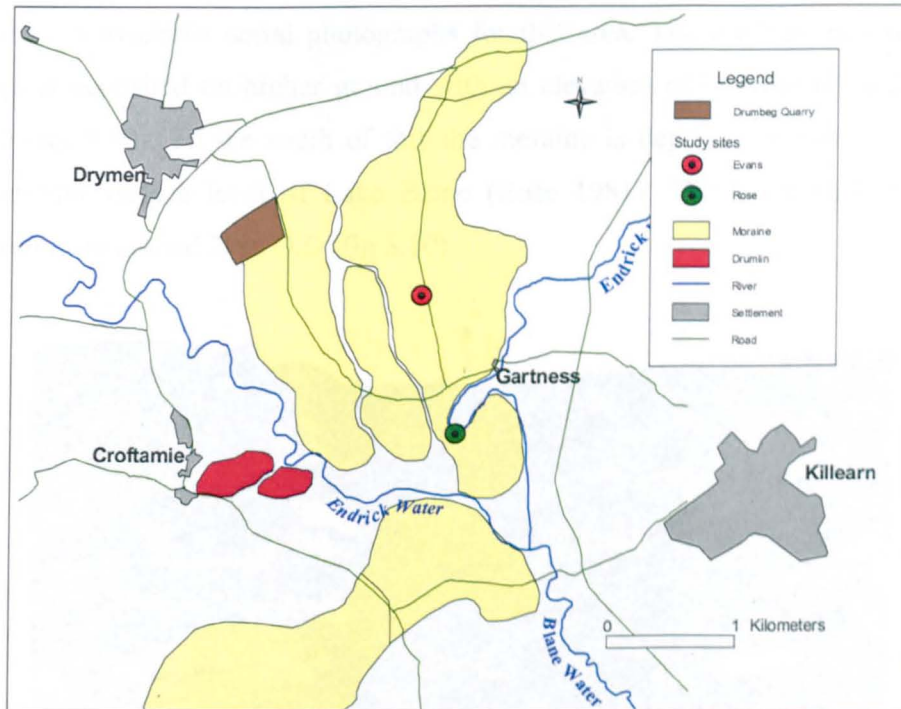 N
Legend
Drumbeg Quarry
Study sites
Evans
Rose
Moraine
Drumlin
River
Settlement
Road
Drymen
Endrick
Gartness
Croftamie
Killearn
Endrick Water
0 1 Kilometers
Blane Water